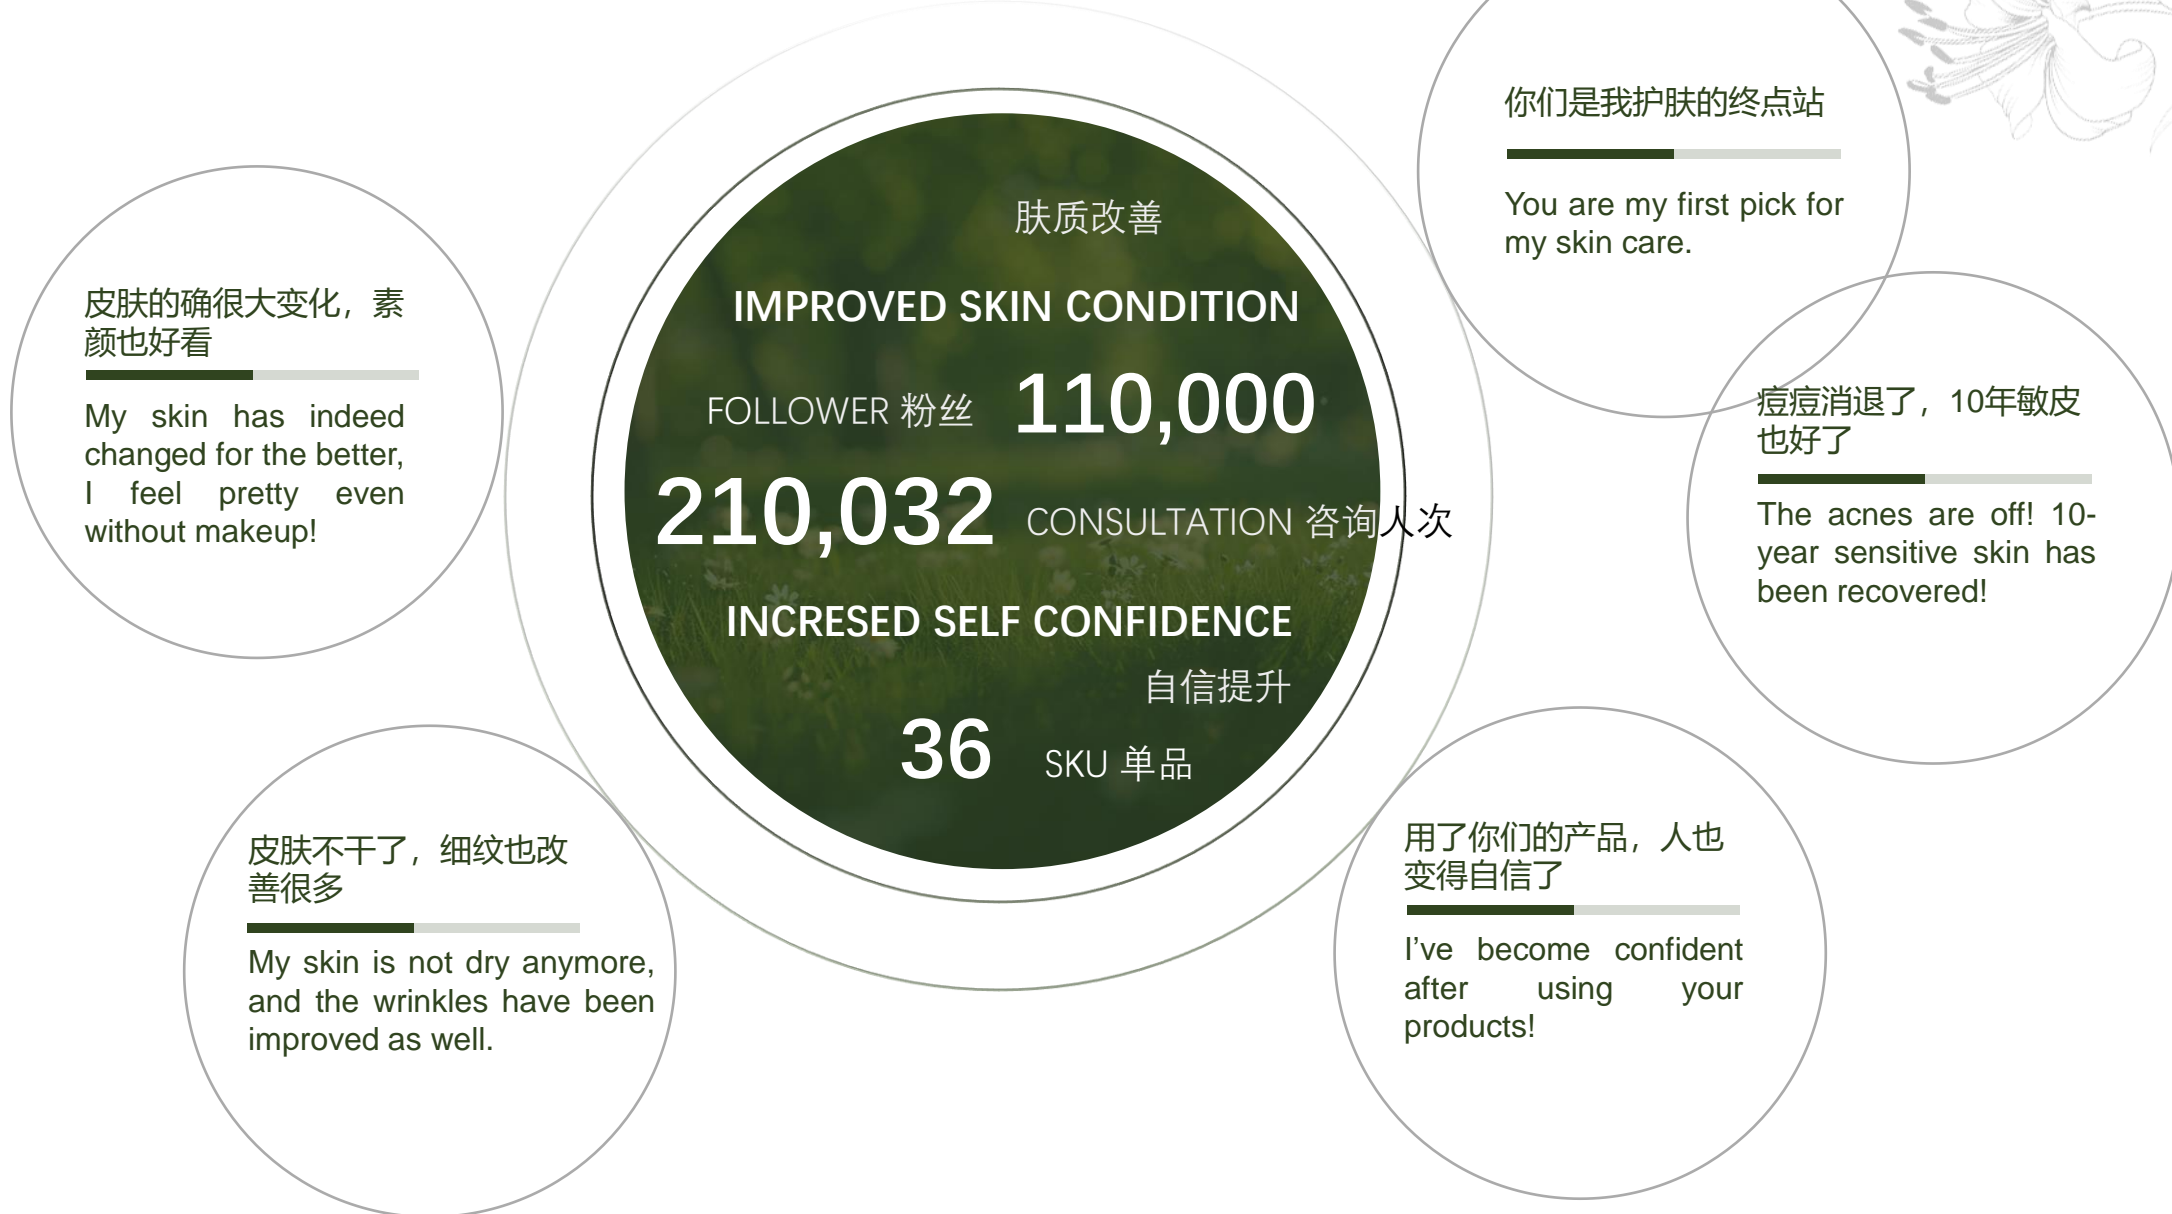 皮肤的确很大变化，素
颜也好看
My skin has indeed
changed for the better,
I feel pretty even
without makeup!
皮肤不干了，细纹也改
善很多
My skin is not dry anymore,
and the wrinkles have been
improved as well.
肤质改善
IMPROVED SKIN CONDITION
FOLLOWER 粉丝 110,000
210,032 CONSULTATION 咨询人次
INCRESED SELF CONFIDENCE
自信提升
36 SKU 单品
你们是我护肤的终点站
You are my first pick for
my skin care.
痘痘消退了，10年敏皮
也好了
The acnes are off! 10-
year sensitive skin has
been recovered!
用了你们的产品，人也
变得自信了
I’ve become confident
after using your
products!